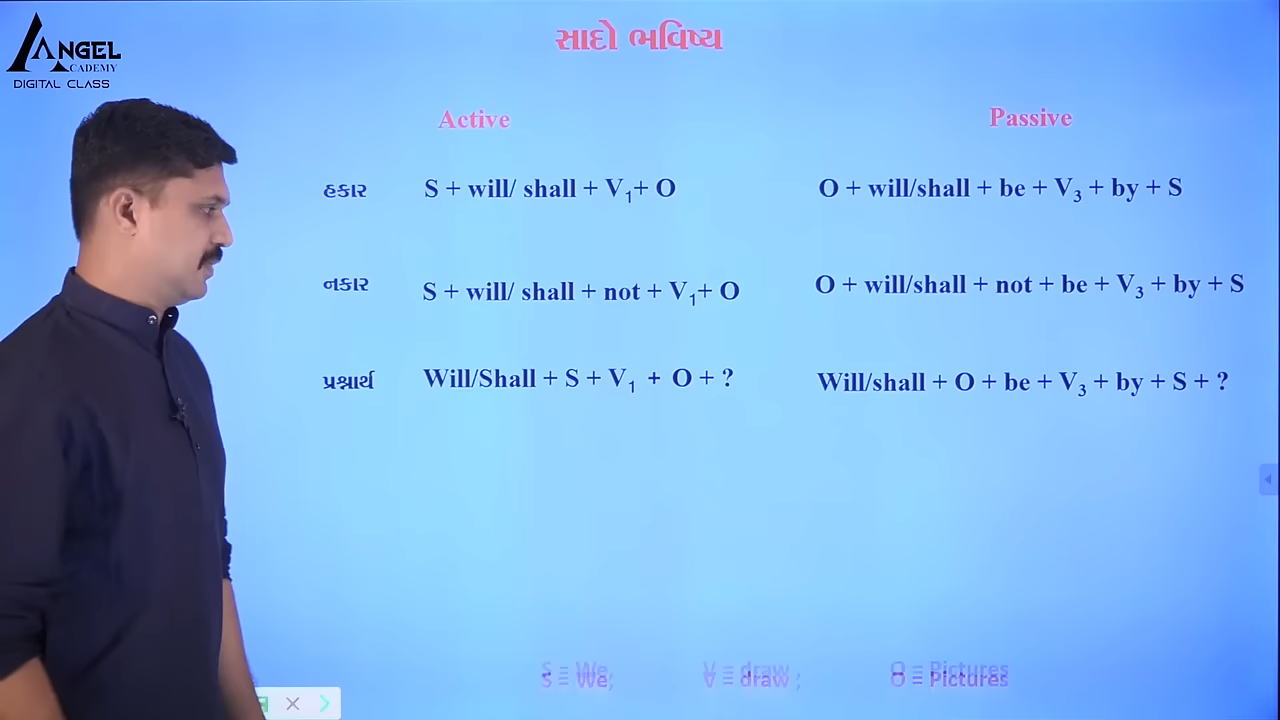 ANGEL
ACADEMY
DIGITAL CLASS
સાદો ભવિષ્ય
Active Passive
હકાર S + will/ shall + V₁+ O O + will/shall + be + V₃ + by + S
નકાર S + will/ shall + not + V₁+ O O + will/shall + not + be + V₃ + by + S
પ્રશ્નાર્થ Will/Shall + S + V₁ + O + ? Will/shall + O + be + V₃ + by + S + ?
S = We; V = draw ; O = Pictures